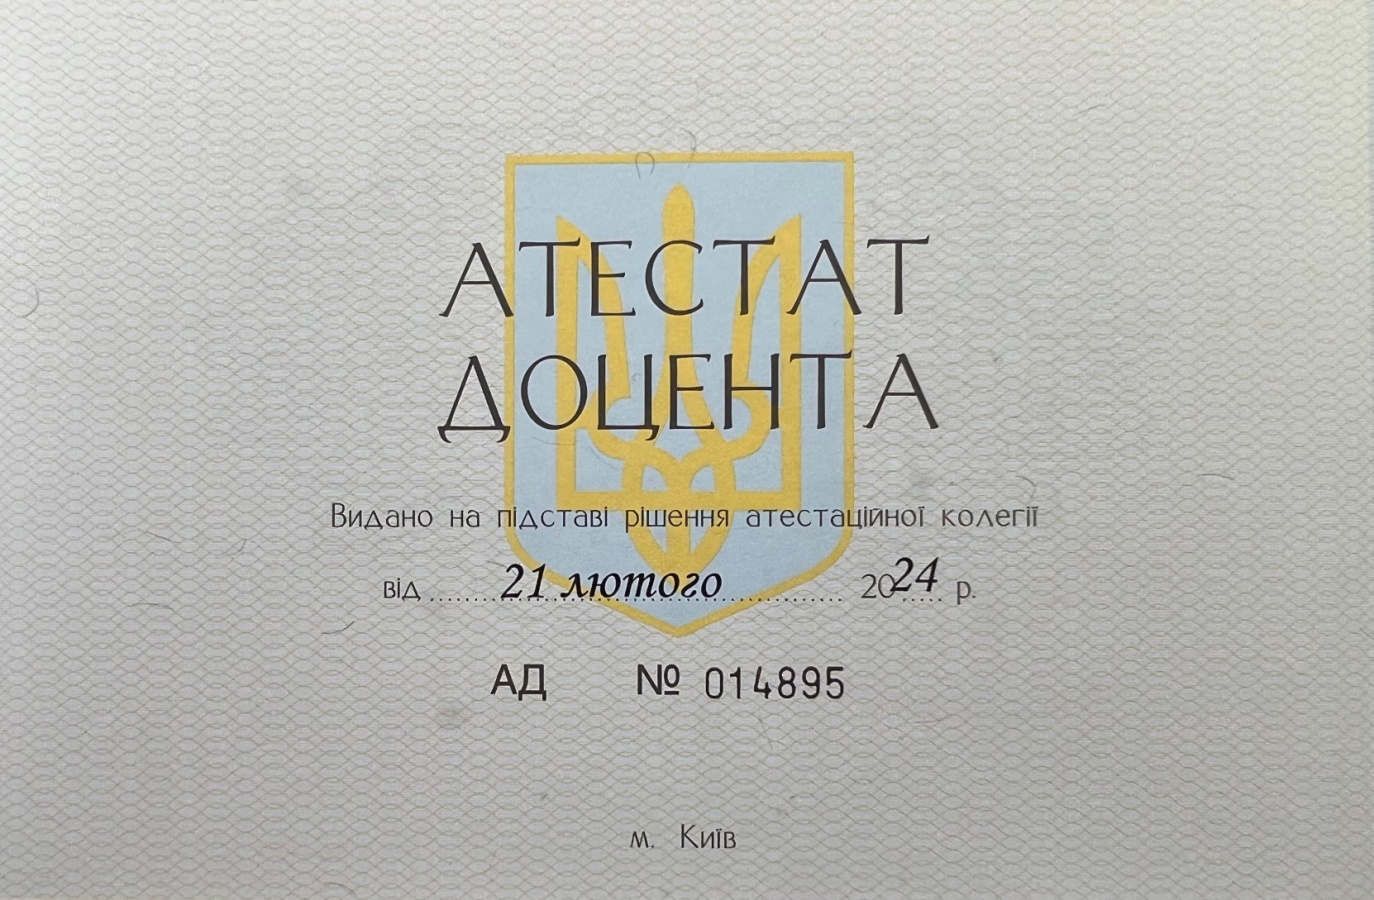 АТЕСТАТ
ДОЦЕНТА
Видано на підставі рішення атестаційної колегії
від 21 лютого 2024 р.
АД № 014895
м. Київ